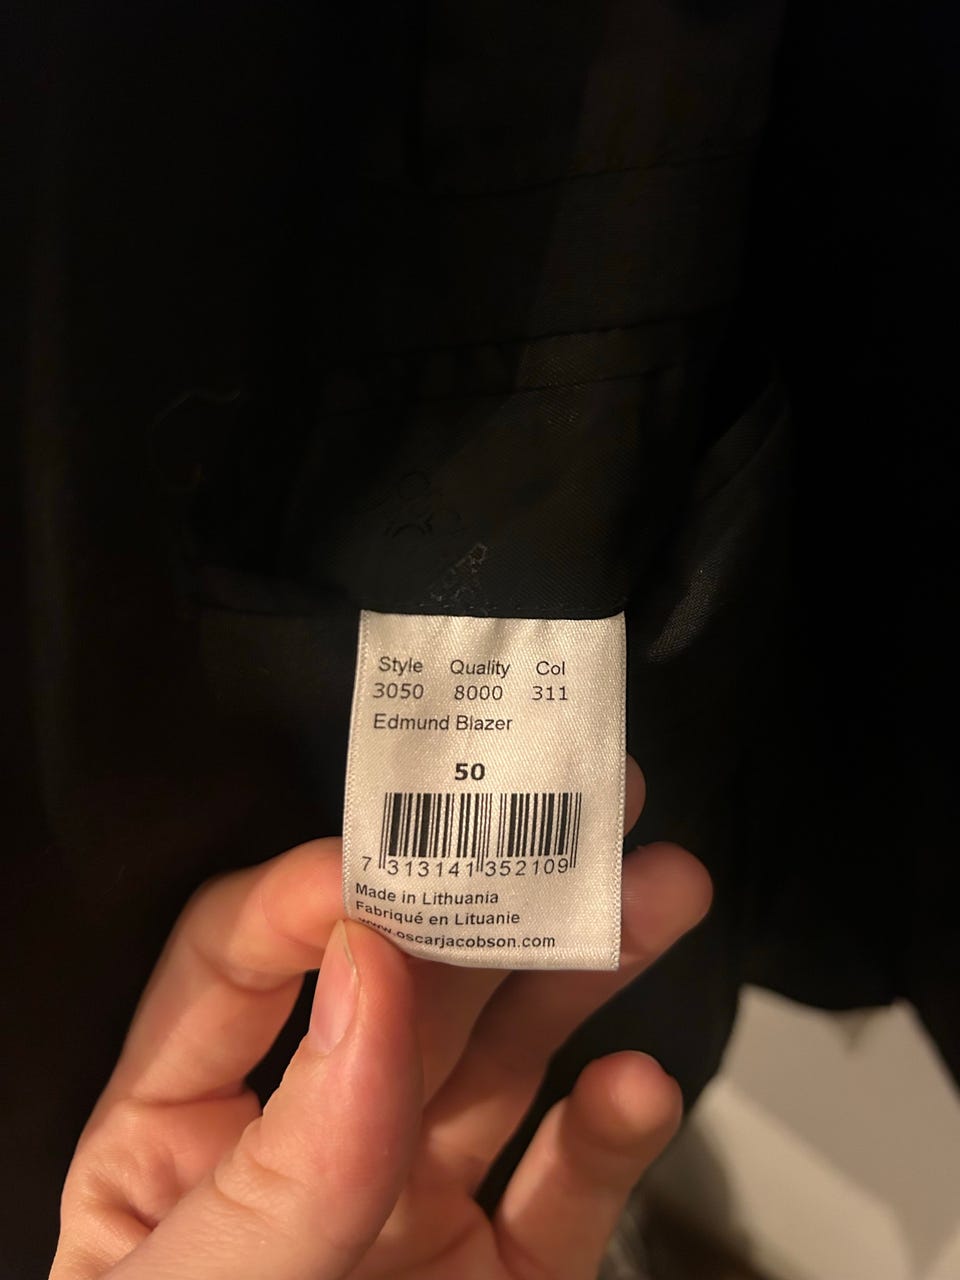 Style Quality Col
3050 8000 311
Edmund Blazer
50
7 313141 352109
Made in Lithuania
Fabriqué en Lituanie
www.oscarjacobson.com